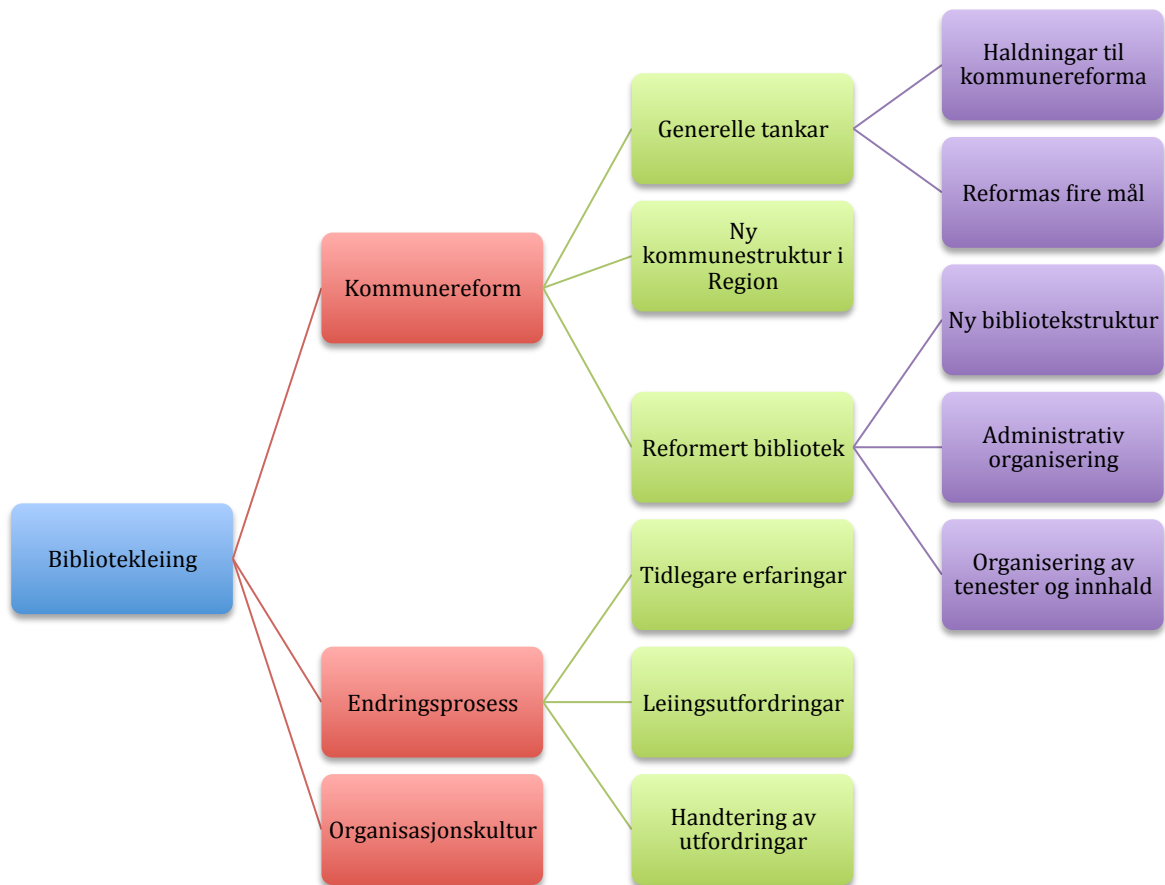 Bibliotekleiing
Kommunereform
Generelle tankar
Haldningar til
kommunereforma
Reformas fire mål
Ny
kommunestruktur i
Region
Reformert bibliotek
Ny bibliotekstruktur
Administrativ
organisering
Organisering av
tenester og innhald
Endringsprosess
Tidlegare erfaringar
Leiingsutfordringar
Handtering av
utfordringar
Organisasjonskultur